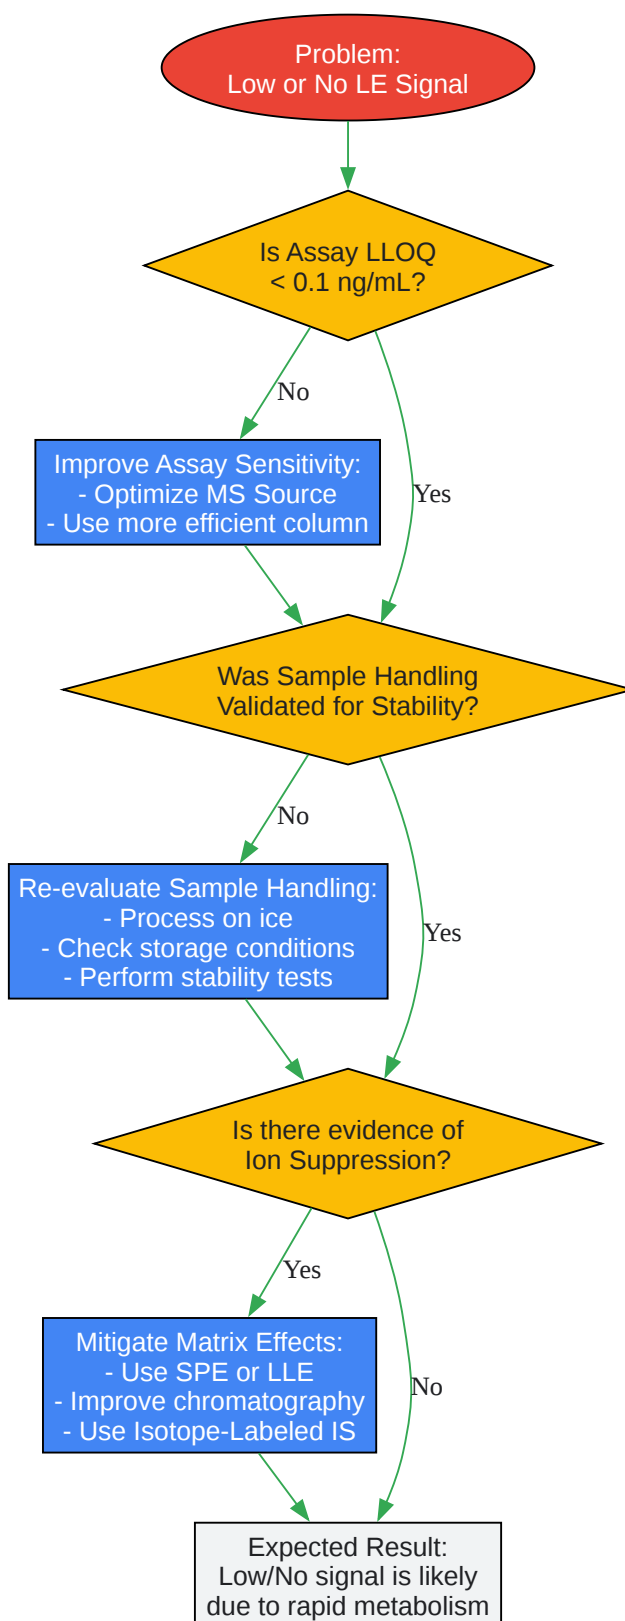 Problem:
Low or No LE Signal
Is Assay LLOQ
< 0.1 ng/mL?
No
Improve Assay Sensitivity:
- Optimize MS Source
- Use more efficient column
Yes
Was Sample Handling
Validated for Stability?
No
Re-evaluate Sample Handling:
- Process on ice
- Check storage conditions
- Perform stability tests
Yes
Is there evidence of
Ion Suppression?
Yes
Mitigate Matrix Effects:
- Use SPE or LLE
- Improve chromatography
- Use Isotope-Labeled IS
No
Expected Result:
Low/No signal is likely
due to rapid metabolism